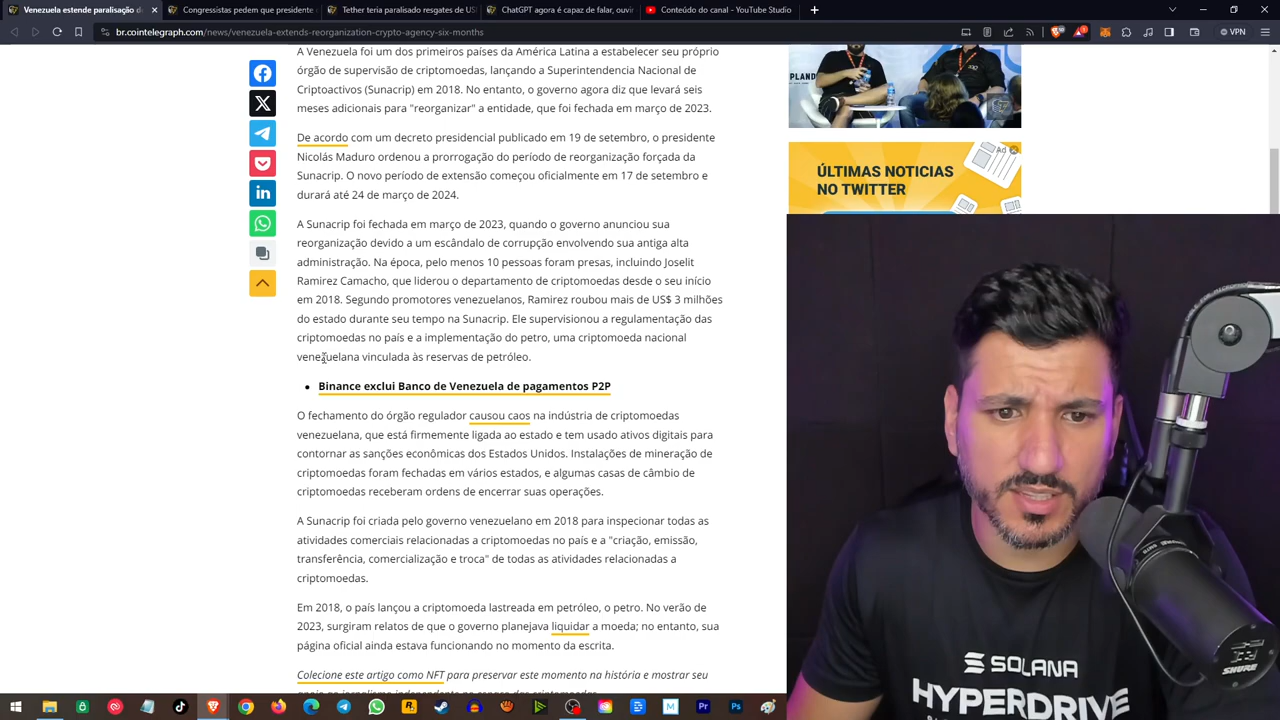 Venezuela estende paralisação de
Congressistas pedem que presidente
Tether teria paralisado resgates de US
ChatGPT agora é capaz de falar, ouvir
Conteúdo do canal - YouTube Studio
br.cointelegraph.com/news/venezuela-extends-reorganization-crypto-agency-six-months
VPN
A Venezuela foi um dos primeiros países da América Latina a estabelecer seu próprio
órgão de supervisão de criptomoedas, lançando a Superintendencia Nacional de
Criptoactivos (Sunacrip) em 2018. No entanto, o governo agora diz que levará seis
meses adicionais para "reorganizar" a entidade, que foi fechada em março de 2023.
De acordo com um decreto presidencial publicado em 19 de setembro, o presidente
Nicolás Maduro ordenou a prorrogação do período de reorganização forçada da
Sunacrip. O novo período de extensão começou oficialmente em 17 de setembro e
durará até 24 de março de 2024.
A Sunacrip foi fechada em março de 2023, quando o governo anunciou sua
reorganização devido a um escândalo de corrupção envolvendo sua antiga alta
administração. Na época, pelo menos 10 pessoas foram presas, incluindo Joselit
Ramirez Camacho, que liderou o departamento de criptomoedas desde o seu início
em 2018. Segundo promotores venezuelanos, Ramirez roubou mais de US$ 3 milhões
do estado durante seu tempo na Sunacrip. Ele supervisionou a regulamentação das
criptomoedas no país e a implementação do petro, uma criptomoeda nacional
venezuelana vinculada às reservas de petróleo.
Binance exclui Banco de Venezuela de pagamentos P2P
O fechamento do órgão regulador causou caos na indústria de criptomoedas
venezuelana, que está firmemente ligada ao estado e tem usado ativos digitais para
contornar as sanções econômicas dos Estados Unidos. Instalações de mineração de
criptomoedas foram fechadas em vários estados, e algumas casas de câmbio de
criptomoedas receberam ordens de encerrar suas operações.
A Sunacrip foi criada pelo governo venezuelano em 2018 para inspecionar todas as
atividades comerciais relacionadas a criptomoedas no país e a "criação, emissão,
transferência, comercialização e troca" de todas as atividades relacionadas a
criptomoedas.
Em 2018, o país lançou a criptomoeda lastreada em petróleo, o petro. No verão de
2023, surgiram relatos de que o governo planejava liquidar a moeda; no entanto, sua
página oficial ainda estava funcionando no momento da escrita.
Colecione este artigo como NFT para preservar este momento na história e mostrar seu
apoio ao jornalismo independente no espaço das criptomoedas.
PLAND
Ad
ÚLTIMAS NOTICIAS
NO TWITTER
SOLANA
HYPERDRIVE
SHURE